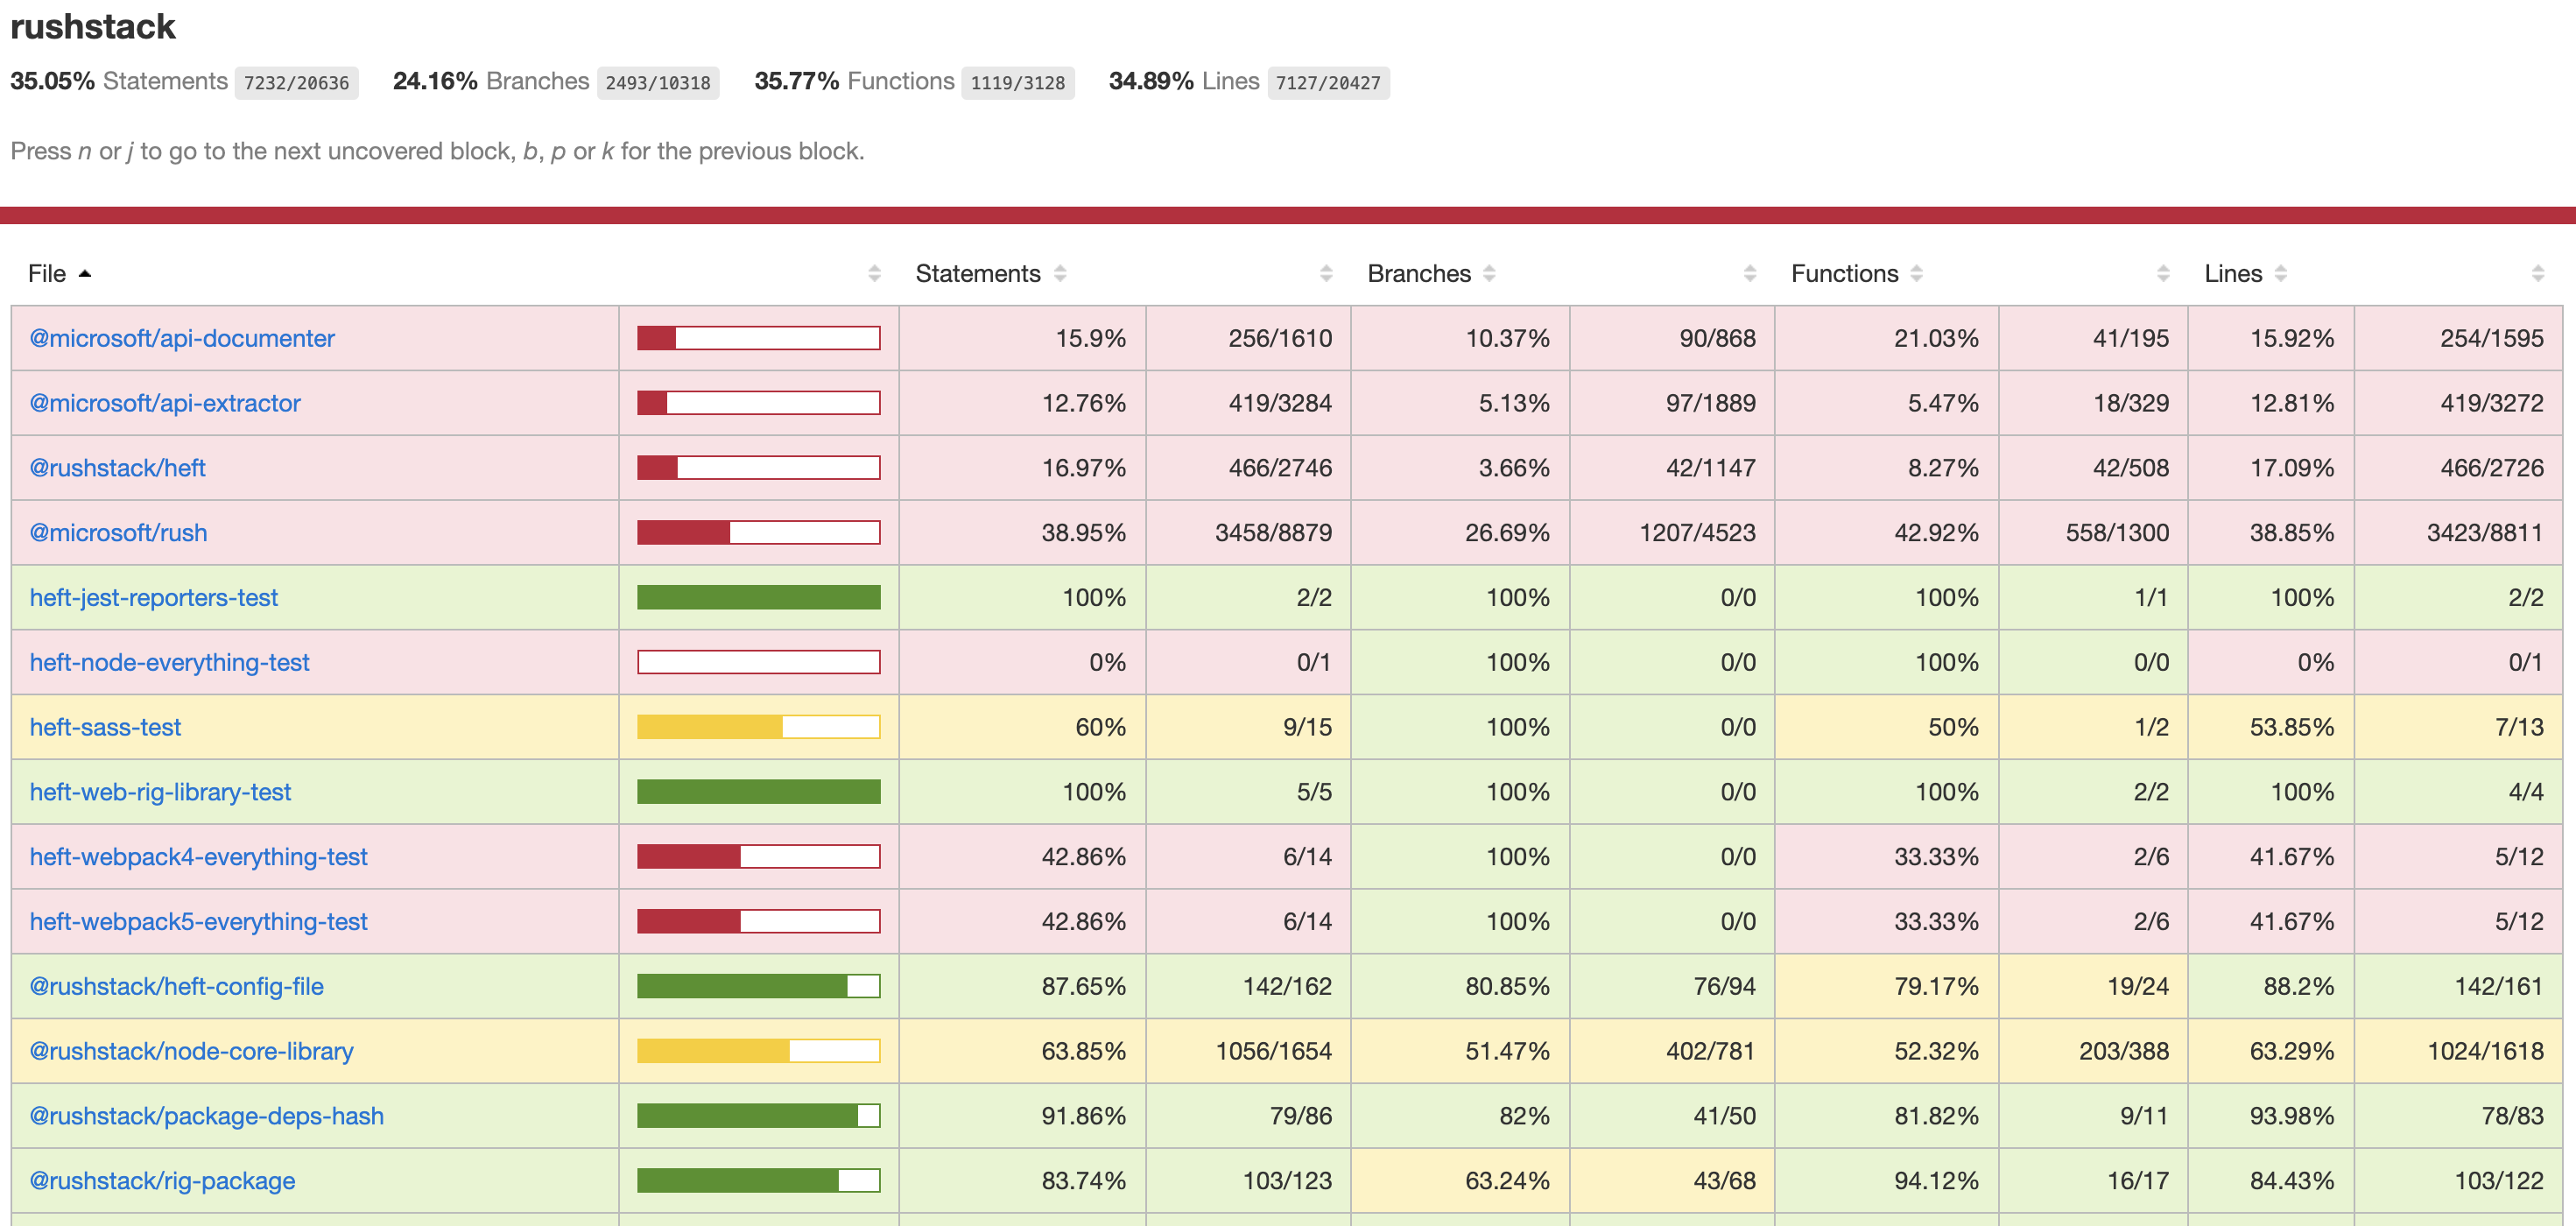 rushstack
35.05% Statements 7232/20636 24.16% Branches 2493/10318 35.77% Functions 1119/3128 34.89% Lines 7127/20427
Press n or j to go to the next uncovered block, b, p or k for the previous block.
File Statements Branches Functions Lines
@microsoft/api-documenter 15.9% 256/1610 10.37% 90/868 21.03% 41/195 15.92% 254/1595
@microsoft/api-extractor 12.76% 419/3284 5.13% 97/1889 5.47% 18/329 12.81% 419/3272
@rushstack/heft 16.97% 466/2746 3.66% 42/1147 8.27% 42/508 17.09% 466/2726
@microsoft/rush 38.95% 3458/8879 26.69% 1207/4523 42.92% 558/1300 38.85% 3423/8811
heft-jest-reporters-test 100% 2/2 100% 0/0 100% 1/1 100% 2/2
heft-node-everything-test 0% 0/1 100% 0/0 100% 0/0 0% 0/1
heft-sass-test 60% 9/15 100% 0/0 50% 1/2 53.85% 7/13
heft-web-rig-library-test 100% 5/5 100% 0/0 100% 2/2 100% 4/4
heft-webpack4-everything-test 42.86% 6/14 100% 0/0 33.33% 2/6 41.67% 5/12
heft-webpack5-everything-test 42.86% 6/14 100% 0/0 33.33% 2/6 41.67% 5/12
@rushstack/heft-config-file 87.65% 142/162 80.85% 76/94 79.17% 19/24 88.2% 142/161
@rushstack/node-core-library 63.85% 1056/1654 51.47% 402/781 52.32% 203/388 63.29% 1024/1618
@rushstack/package-deps-hash 91.86% 79/86 82% 41/50 81.82% 9/11 93.98% 78/83
@rushstack/rig-package 83.74% 103/123 63.24% 43/68 94.12% 16/17 84.43% 103/122